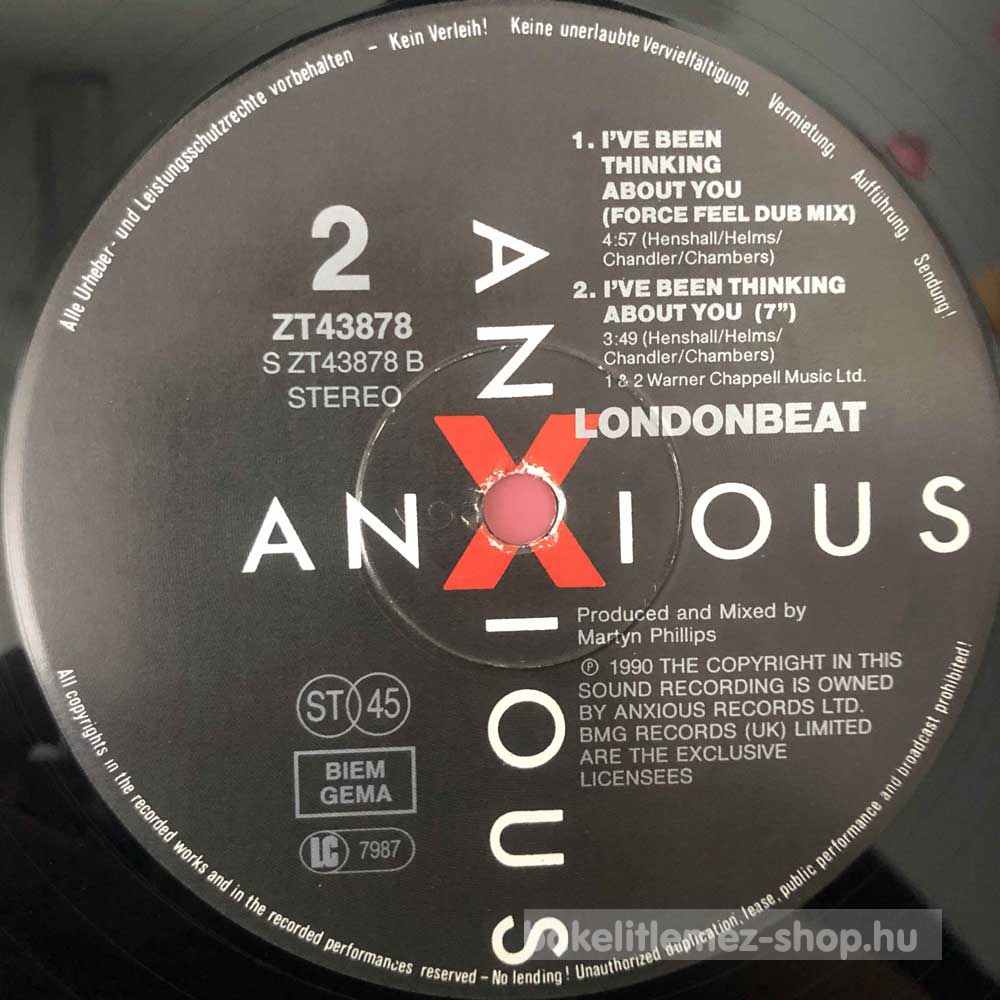 Alle Urheber- und Leistungsschutzrechte vorbehalten – Kein Verleih! Keine unerlaubte Vervielfältigung, Vermietung, Aufführung, Sendung!
2
ZT43878
S ZT43878 B
STEREO
1. I'VE BEEN
THINKING
ABOUT YOU
(FORCE FEEL DUB MIX)
4:57 (Henshall/Helms/
Chandler/Chambers)
2. I'VE BEEN THINKING
ABOUT YOU (7")
3:49 (Henshall/Helms/
Chandler/Chambers)
1 & 2 Warner Chappell Music Ltd.
LONDONBEAT
ANXIOUS
ANXIOUS
Produced and Mixed by
Martyn Phillips
℗ 1990 THE COPYRIGHT IN THIS
SOUND RECORDING IS OWNED
BY ANXIOUS RECORDS LTD.
BMG RECORDS (UK) LIMITED
ARE THE EXCLUSIVE
LICENSEES
ST 45
BIEM
GEMA
LC 7987
All copyrights in the recorded works and in the recorded performances reserved – No lending! Unauthorized duplication, lease, public performance and broadcast prohibited!
bakelitlemez-shop.hu